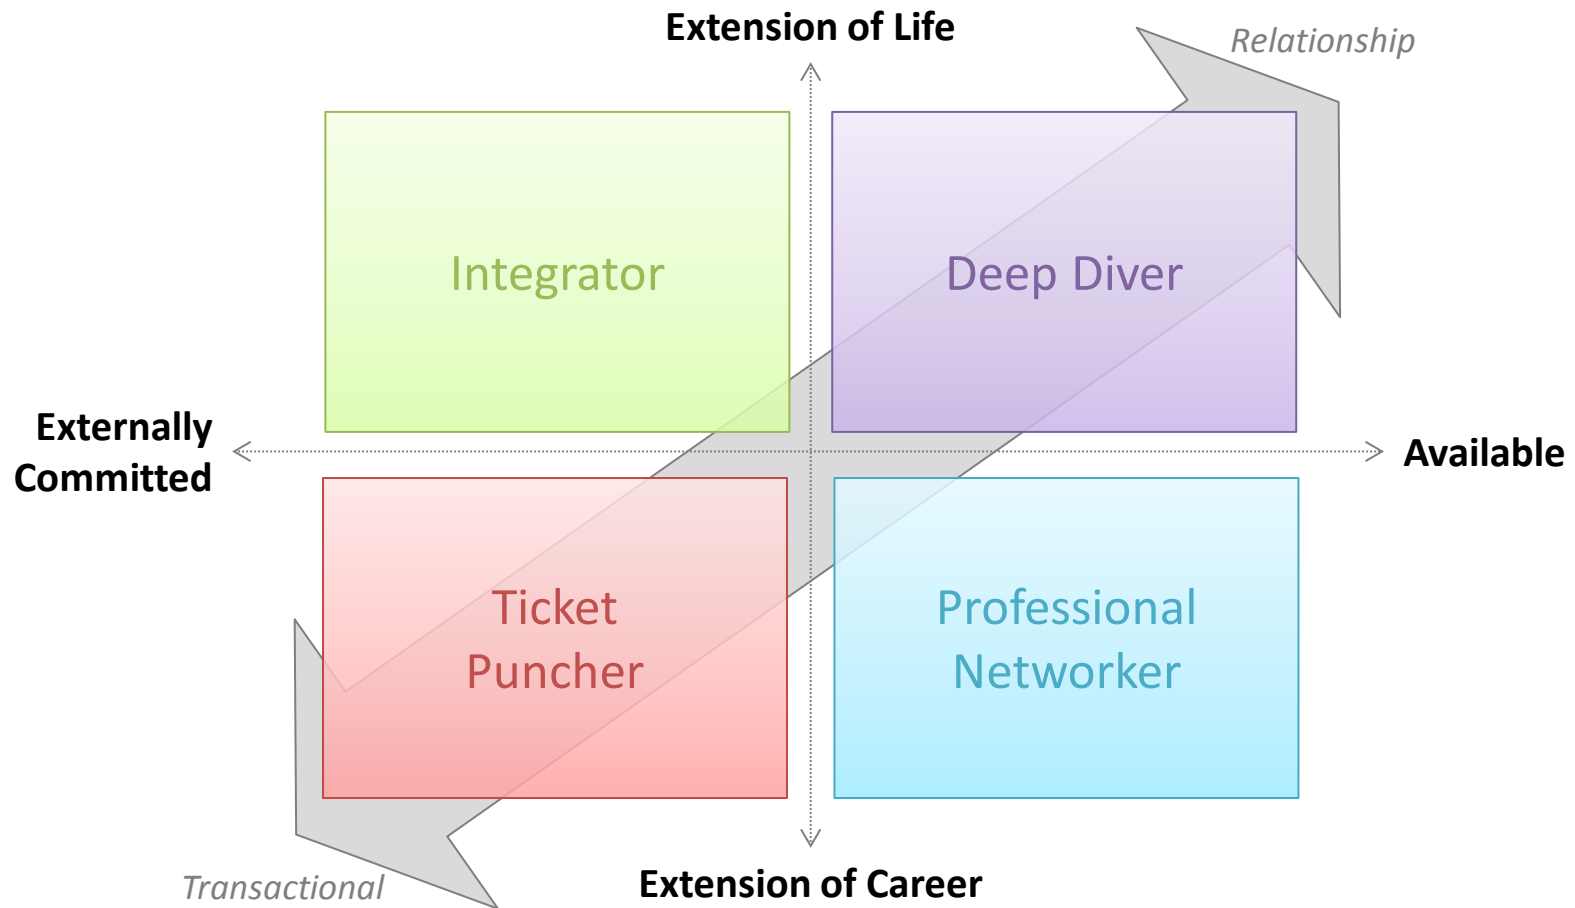 Extension of Life
Relationship
Integrator
Deep Diver
Externally
Committed
Available
Ticket
Puncher
Professional
Networker
Transactional
Extension of Career